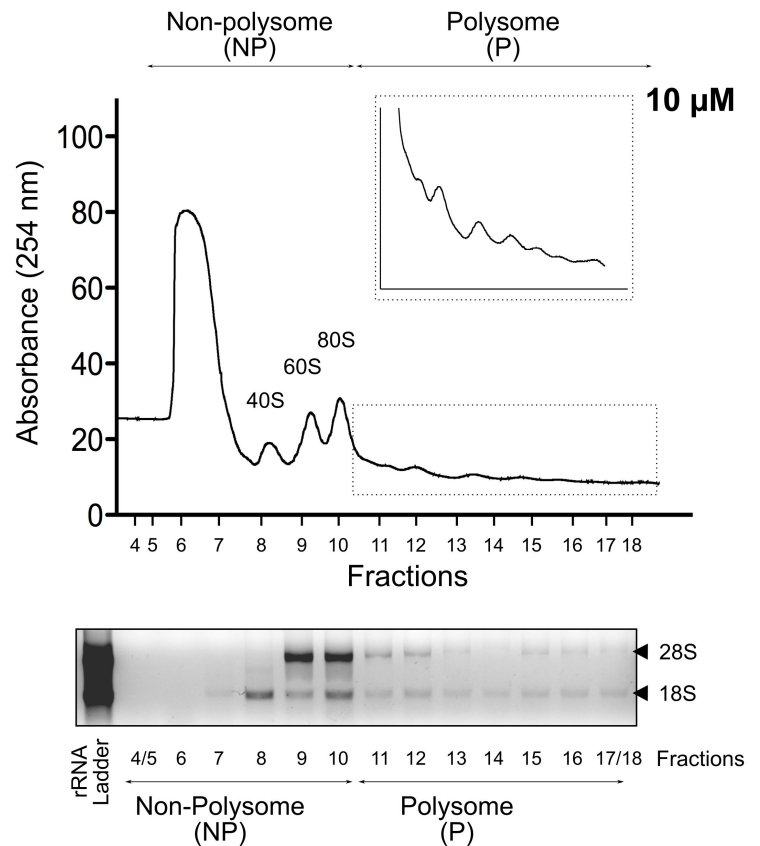 Non-polysome
(NP)
Polysome
(P)
10 µM
Absorbance (254 nm)
100
80
60
40
20
0
40S
60S
80S
4 5 6 7 8 9 10 11 12 13 14 15 16 17 18
Fractions
28S
18S
rRNA
Ladder
4/5 6 7 8 9 10 11 12 13 14 15 16 17/18 Fractions
Non-Polysome
(NP)
Polysome
(P)